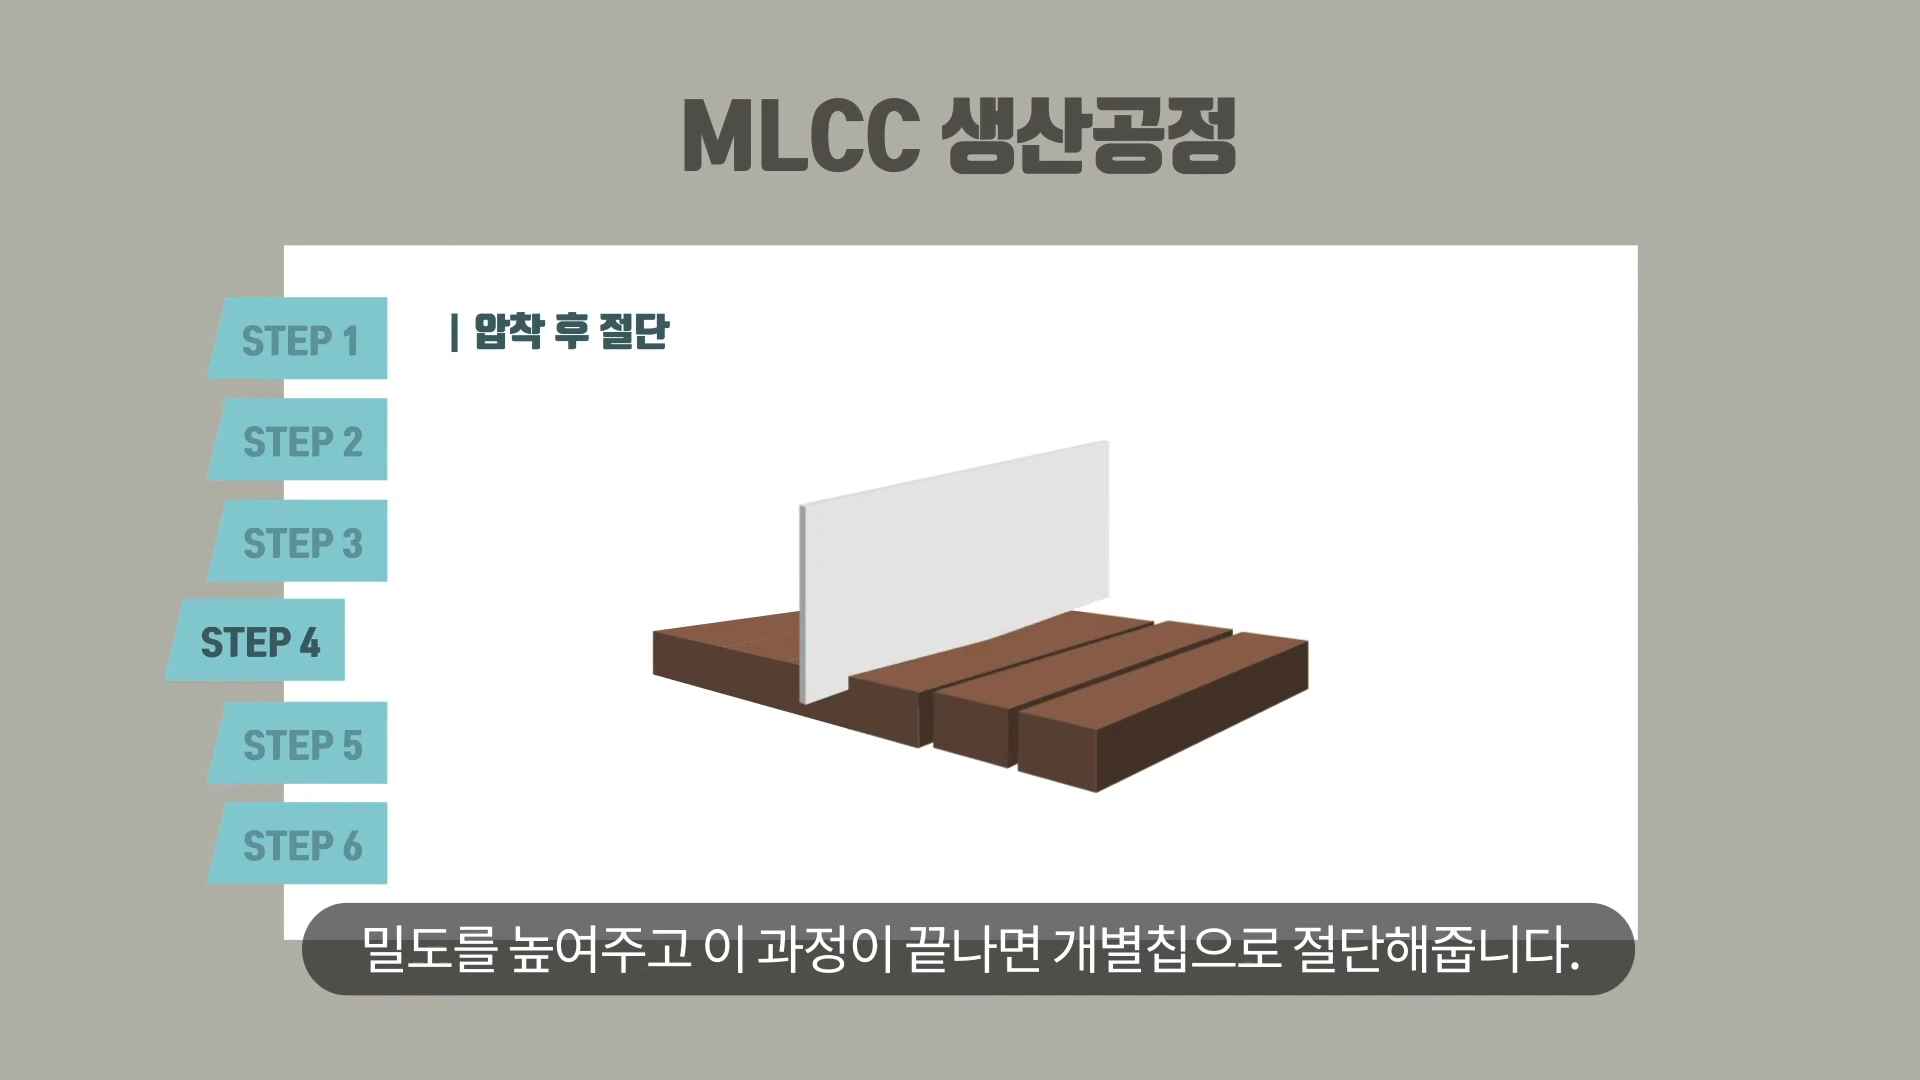 MLCC 생산공정
STEP 1
| 압착 후 절단
STEP 2
STEP 3
STEP 4
STEP 5
STEP 6
밀도를 높여주고 이 과정이 끝나면 개별칩으로 절단해줍니다.